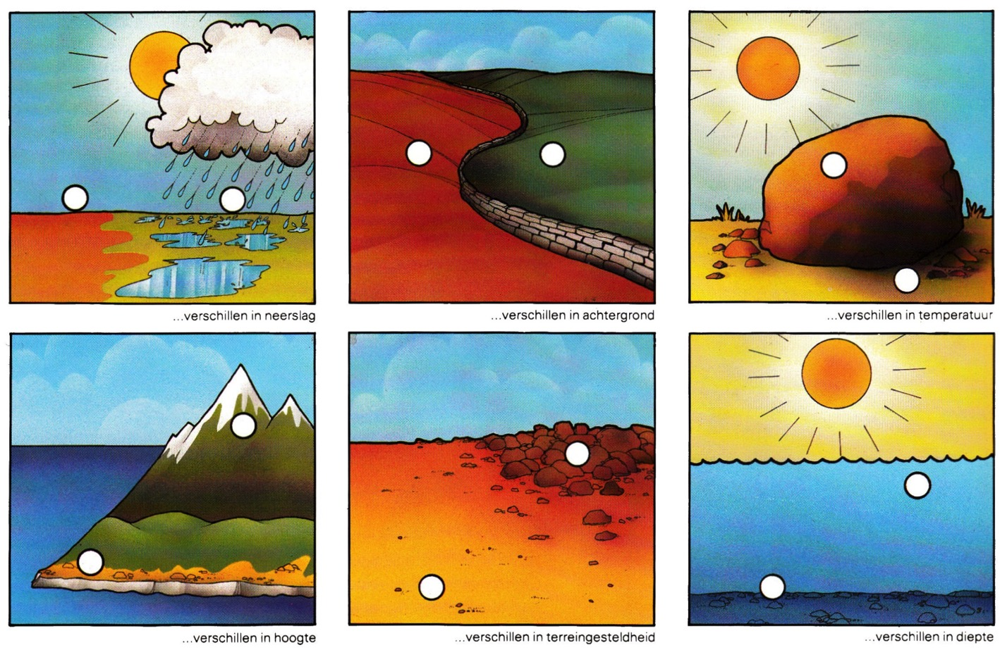 ...verschillen in neerslag
...verschillen in achtergrond
...verschillen in temperatuur
...verschillen in hoogte
...verschillen in terreingesteldheid
...verschillen in diepte